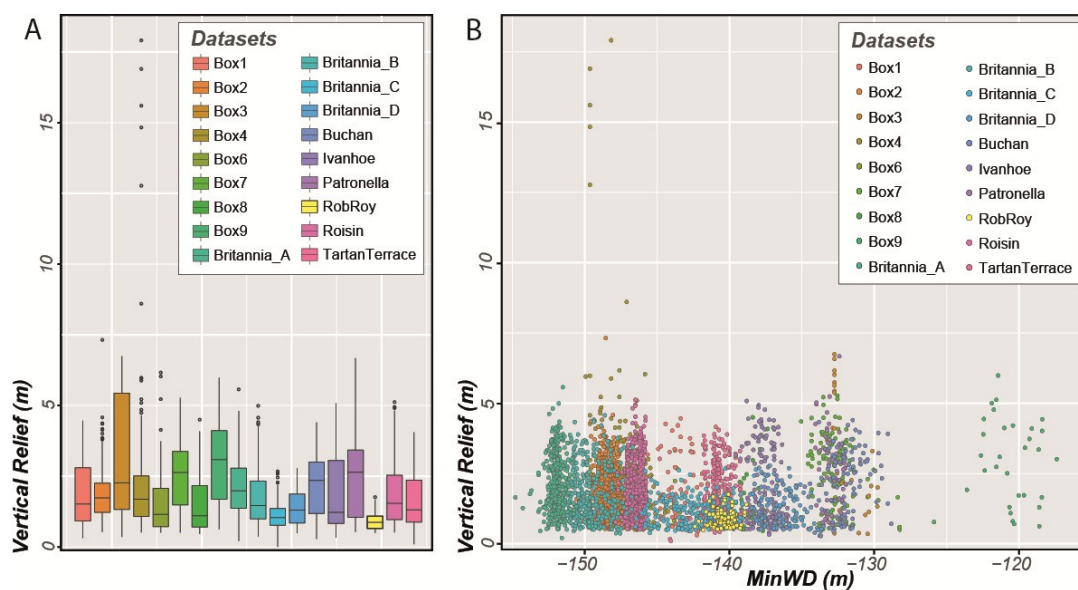 A
Datasets
Box1
Box2
Box3
Box4
Box6
Box7
Box8
Box9
Britannia_A
Britannia_B
Britannia_C
Britannia_D
Buchan
Ivanhoe
Patronella
RobRoy
Roisin
TartanTerrace
Vertical Relief (m)
15
10
5
0
B
Datasets
Box1
Box2
Box3
Box4
Box6
Box7
Box8
Box9
Britannia_A
Britannia_B
Britannia_C
Britannia_D
Buchan
Ivanhoe
Patronella
RobRoy
Roisin
TartanTerrace
Vertical Relief (m)
15
10
5
0
−150
−140
−130
−120
MinWD (m)